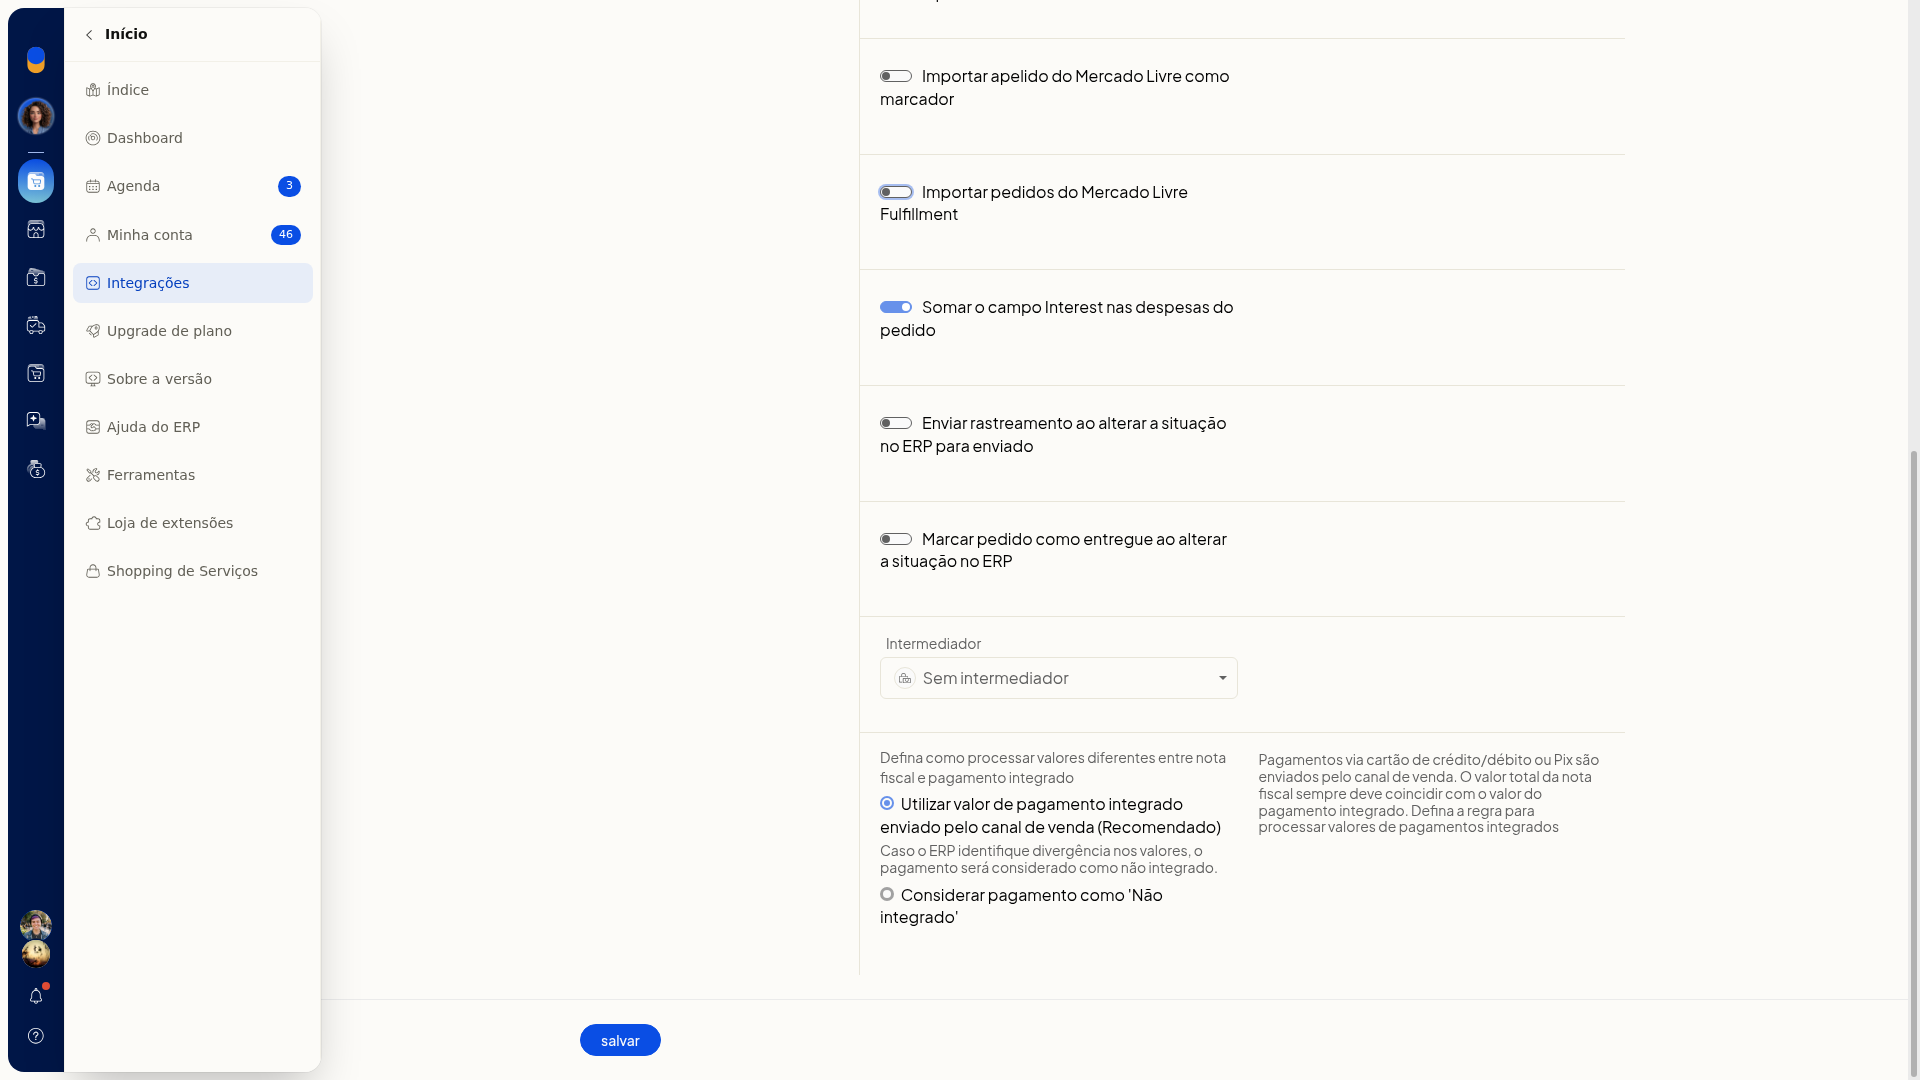 Início
Índice
Dashboard
Agenda
3
Minha conta
46
Integrações
Upgrade de plano
Sobre a versão
Ajuda do ERP
Ferramentas
Loja de extensões
Shopping de Serviços
Importar apelido do Mercado Livre como
marcador
Importar pedidos do Mercado Livre
Fulfillment
Somar o campo Interest nas despesas do
pedido
Enviar rastreamento ao alterar a situação
no ERP para enviado
Marcar pedido como entregue ao alterar
a situação no ERP
Intermediador
Sem intermediador
Defina como processar valores diferentes entre nota
fiscal e pagamento integrado
Utilizar valor de pagamento integrado
enviado pelo canal de venda (Recomendado)
Caso o ERP identifique divergência nos valores, o
pagamento será considerado como não integrado.
Considerar pagamento como 'Não
integrado'
Pagamentos via cartão de crédito/débito ou Pix são
enviados pelo canal de venda. O valor total da nota
fiscal sempre deve coincidir com o valor do
pagamento integrado. Defina a regra para
processar valores de pagamentos integrados
salvar